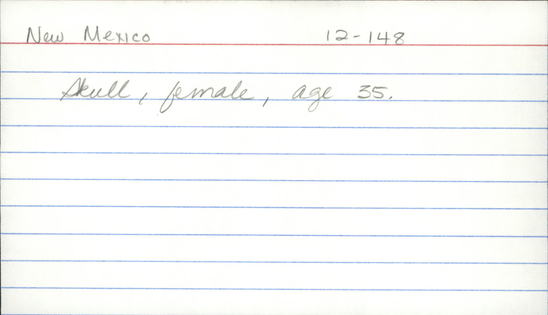 New Mexico 12-148
Skull, female, age 35.